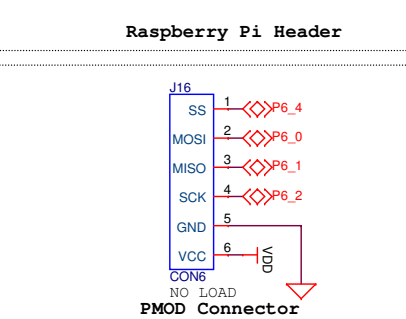 Raspberry Pi Header
J16
SS 1 P6_4
MOSI 2 P6_0
MISO 3 P6_1
SCK 4 P6_2
GND 5
VCC 6 VDD
CON6
NO LOAD
PMOD Connector